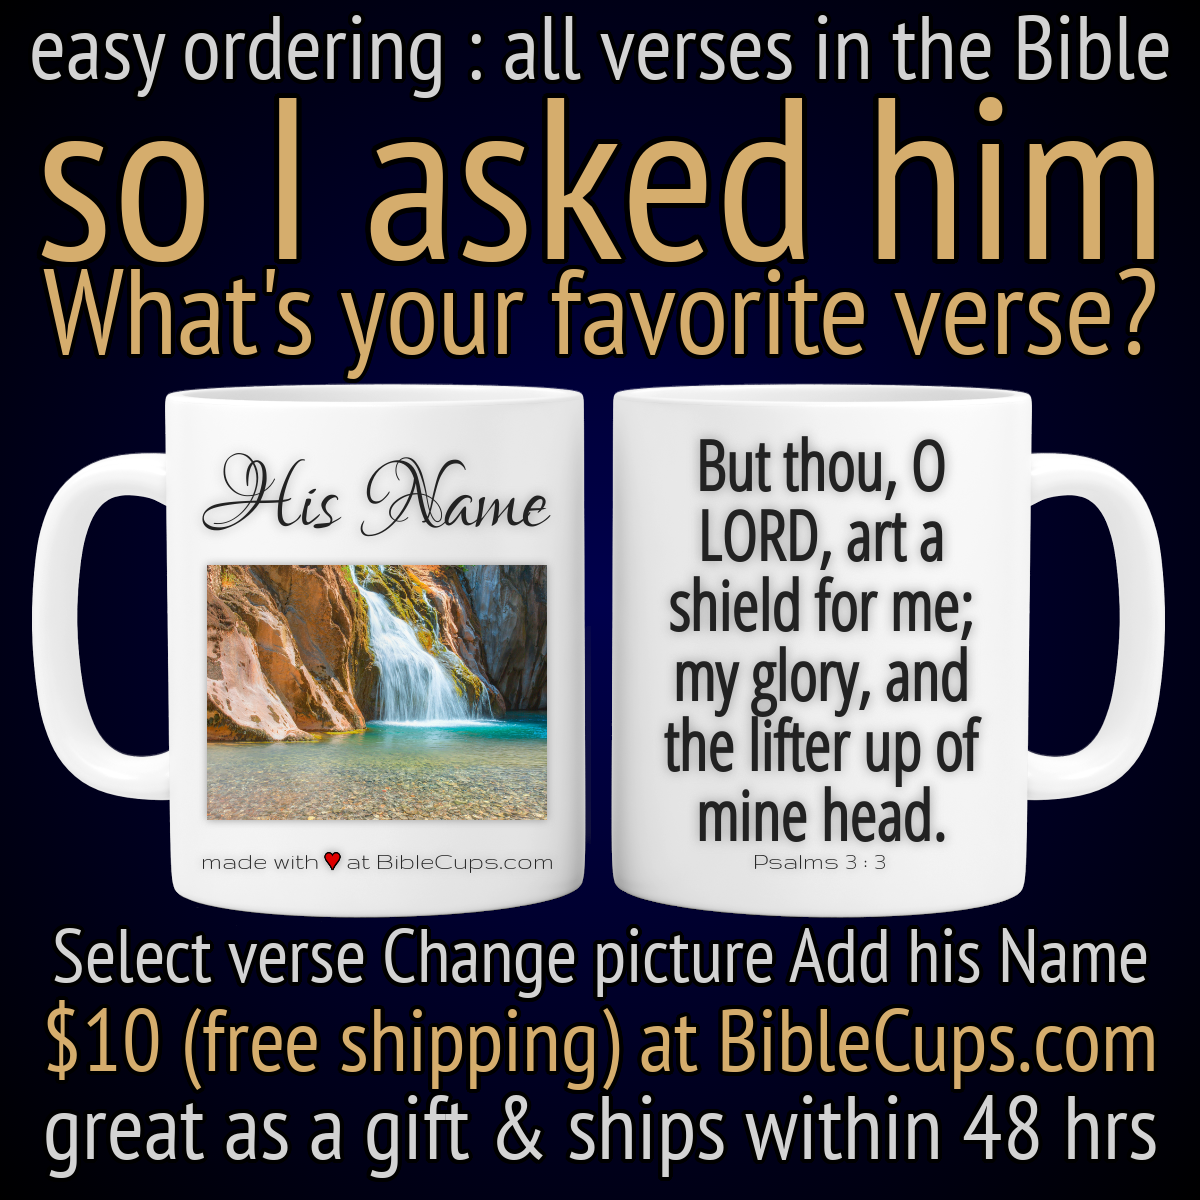 easy ordering : all verses in the Bible
so I asked him
What's your favorite verse?
His Name
made with ♥ at BibleCups.com
But thou, O
LORD, art a
shield for me;
my glory, and
the lifter up of
mine head.
Psalms 3 : 3
Select verse Change picture Add his Name
$10 (free shipping) at BibleCups.com
great as a gift & ships within 48 hrs